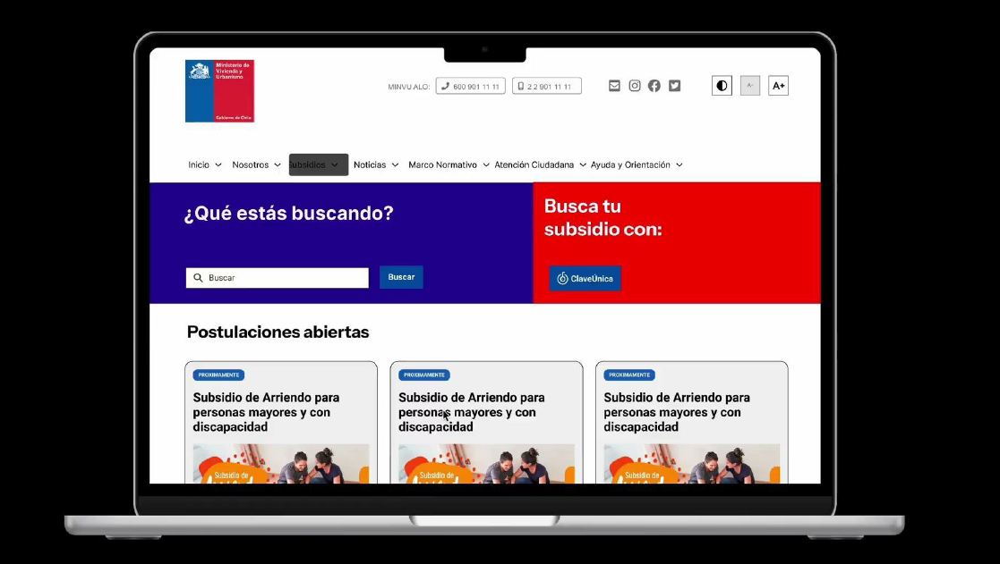 Ministerio de
Vivienda y
Urbanismo
Gobierno de Chile
MINVU ALO:
600 901 11 11
2 2 901 11 11
A-
A+
Inicio
Nosotros
Subsidios
Noticias
Marco Normativo
Atención Ciudadana
Ayuda y Orientación
¿Qué estás buscando?
Buscar
Buscar
Busca tu
subsidio con:
ClaveÚnica
Postulaciones abiertas
PROXIMAMENTE
Subsidio de Arriendo para
personas mayores y con
discapacidad
Subsidio de
PROXIMAMENTE
Subsidio de Arriendo para
personas mayores y con
discapacidad
Subsidio de
PROXIMAMENTE
Subsidio de Arriendo para
personas mayores y con
discapacidad
Subsidio de